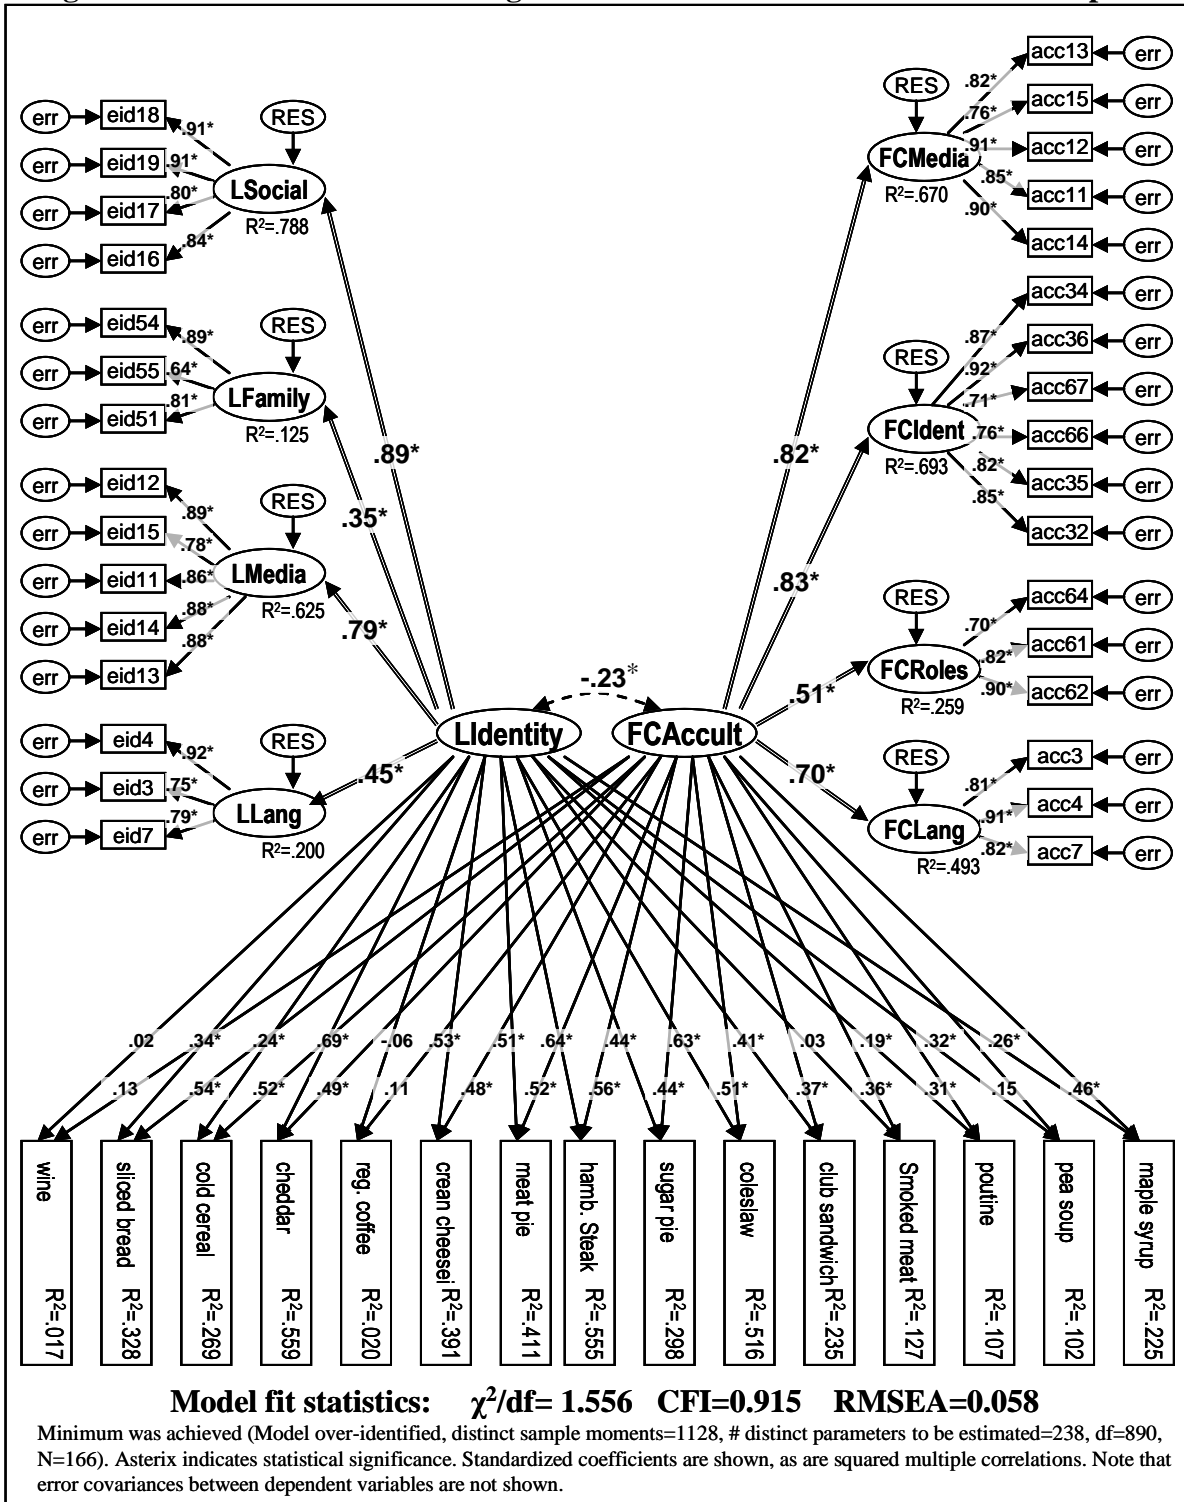 RES
err eid18 .91*
err eid19 .91*
LSocial
err eid17 .80*
R²=.788
err eid16 .84*
RES
err eid54 .89*
err eid55 .64*
LFamily
err eid51 .81*
R²=.125
err eid12 .89*
RES
err eid15 .78*
err eid11 .86*
LMedia
R²=.625
err eid14 .88*
err eid13 .88*
err eid4 .92*
RES
err eid3 .75*
LLang
err eid7 .79*
R²=.200
.89*
.35*
.79*
.45*
-.23*
LIdentity
FCAccult
.82*
.83*
.51*
.70*
RES
.82* acc13 err
.76* acc15 err
FCMedia
.91* acc12 err
R²=.670
.85* acc11 err
.90* acc14 err
RES
.87* acc34 err
.92* acc36 err
.71* acc67 err
FCIdent
.76* acc66 err
R²=.693
.82* acc35 err
.85* acc32 err
RES
.70* acc64 err
.82* acc61 err
FCRoles
.90* acc62 err
R²=.259
RES
.81* acc3 err
.91* acc4 err
FCLang
.82* acc7 err
R²=.493
.02 .34* .24* .69* -.06 .53* .51* .64* .44* .63* .41* .03 .19* .32* .26*
.13 .54* .52* .49* .11 .48* .52* .56* .44* .51* .37* .36* .31* .15 .46*
wine R²=.017
sliced bread R²=.328
cold cereal R²=.269
cheddar R²=.559
reg. coffee R²=.020
crean cheesei R²=.391
meat pie R²=.411
hamb. Steak R²=.555
sugar pie R²=.298
coleslaw R²=.516
club sandwich R²=.235
Smoked meat R²=.127
poutine R²=.107
pea soup R²=.102
maple syrup R²=.225
Model fit statistics: χ²/df= 1.556 CFI=0.915 RMSEA=0.058
Minimum was achieved (Model over-identified, distinct sample moments=1128, # distinct parameters to be estimated=238, df=890,
N=166). Asterix indicates statistical significance. Standardized coefficients are shown, as are squared multiple correlations. Note that
error covariances between dependent variables are not shown.